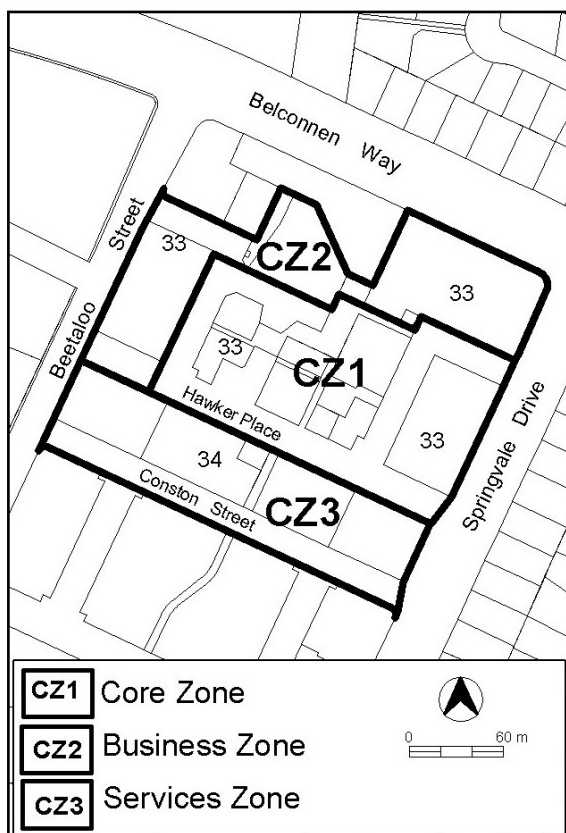 Belconnen Way
Street
33
CZ2
33
Beetaloo
33
CZ1
Hawker Place
33
Springvale Drive
34
Conston Street
CZ3
CZ1 Core Zone
CZ2 Business Zone
CZ3 Services Zone
0 60 m